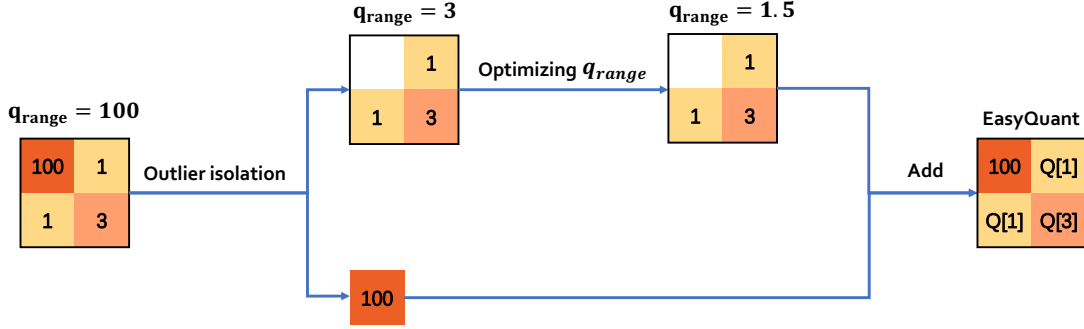 q_range = 100
100 1
1 3
Outlier isolation
q_range = 3
1
1 3
Optimizing q_range
q_range = 1.5
1
1 3
100
Add
EasyQuant
100 Q[1]
Q[1] Q[3]